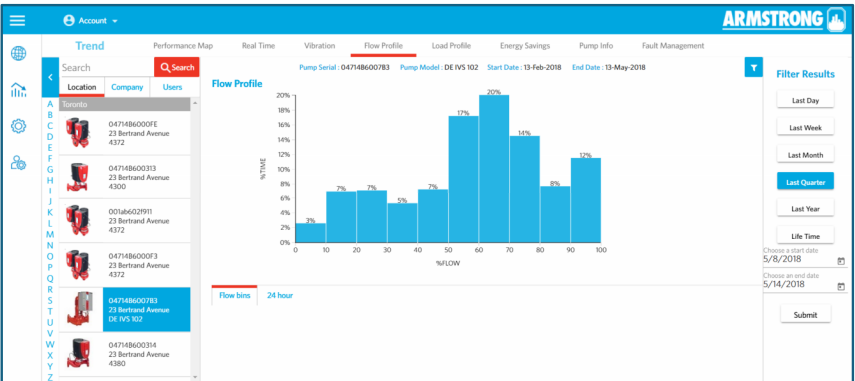 Account
ARMSTRONG
Trend
Performance Map
Real Time
Vibration
Flow Profile
Load Profile
Energy Savings
Pump Info
Fault Management
Search
Search
Location
Company
Users
A
B
C
D
E
F
G
H
I
J
K
L
M
N
O
P
Q
R
S
T
U
V
W
X
Y
Z
Toronto
0471486000FE
23 Bertrand Avenue
4372
04714B600313
23 Bertrand Avenue
4300
001ab602f911
23 Bertrand Avenue
4372
0471486000F3
23 Bertrand Avenue
4372
04714B6007B3
23 Bertrand Avenue
DE IVS 102
04714B600314
23 Bertrand Avenue
4380
Pump Serial : 04714B6007B3 Pump Model : DE IVS 102 Start Date : 13-Feb-2018 End Date : 13-May-2018
Flow Profile
%TIME
20%
18%
16%
14%
12%
10%
8%
6%
4%
2%
0%
3%
7%
7%
5%
7%
17%
20%
14%
8%
12%
0 10 20 30 40 50 60 70 80 90 100
%FLOW
Flow bins
24 hour
Filter Results
Last Day
Last Week
Last Month
Last Quarter
Last Year
Life Time
Choose a start date
5/8/2018
Choose an end date
5/14/2018
Submit